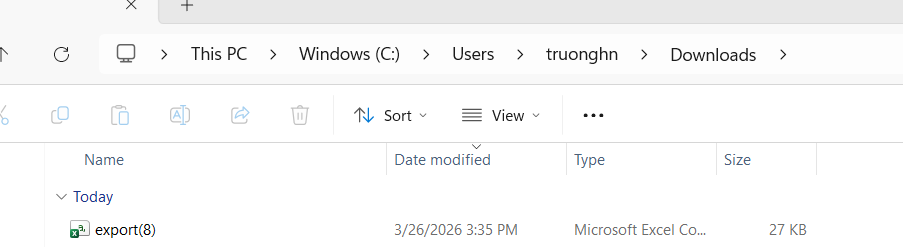 This PC > Windows (C:) > Users > truonghn > Downloads >
Sort View ...
Name Date modified Type Size
Today
export(8) 3/26/2026 3:35 PM Microsoft Excel Co... 27 KB